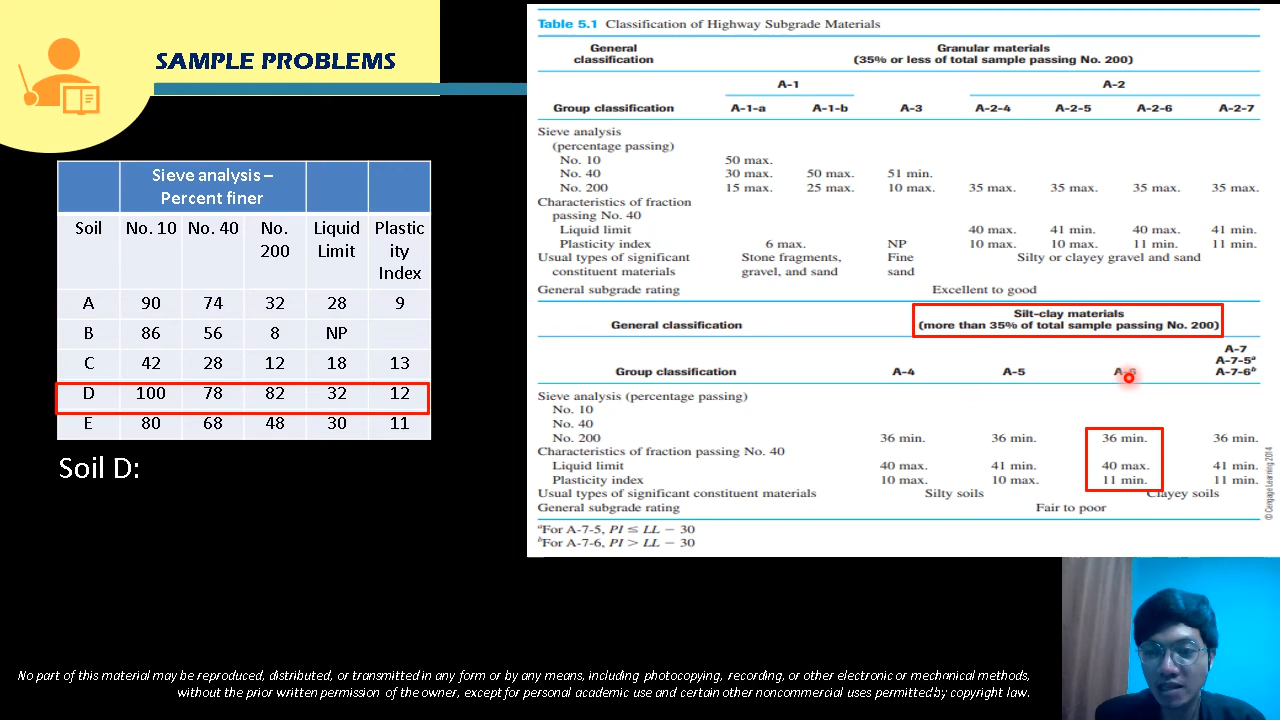 SAMPLE PROBLEMS
Sieve analysis –
Percent finer
Soil No. 10 No. 40 No. 200 Liquid Limit Plastic ity Index
A 90 74 32 28 9
B 86 56 8 NP
C 42 28 12 18 13
D 100 78 82 32 12
E 80 68 48 30 11
Soil D:
Table 5.1 Classification of Highway Subgrade Materials
General classification
Granular materials
(35% or less of total sample passing No. 200)
A-1 A-2
Group classification A-1-a A-1-b A-3 A-2-4 A-2-5 A-2-6 A-2-7
Sieve analysis
(percentage passing)
No. 10 50 max.
No. 40 30 max. 50 max. 51 min.
No. 200 15 max. 25 max. 10 max. 35 max. 35 max. 35 max. 35 max.
Characteristics of fraction
passing No. 40
Liquid limit 40 max. 41 min. 40 max. 41 min.
Plasticity index 6 max. NP 10 max. 10 max. 11 min. 11 min.
Usual types of significant Stone fragments, Fine Silty or clayey gravel and sand
constituent materials gravel, and sand sand
General subgrade rating Excellent to good
General classification
Silt-clay materials
(more than 35% of total sample passing No. 200)
A-7
A-7-5ᵃ
Group classification A-4 A-5 A-6 A-7-6ᵇ
Sieve analysis (percentage passing)
No. 10
No. 40
No. 200 36 min. 36 min. 36 min. 36 min.
Characteristics of fraction passing No. 40
Liquid limit 40 max. 41 min. 40 max. 41 min.
Plasticity index 10 max. 10 max. 11 min. 11 min.
Usual types of significant constituent materials Silty soils Clayey soils
General subgrade rating Fair to poor
ᵃFor A-7-5, PI ≤ LL − 30
ᵇFor A-7-6, PI > LL − 30
© Cengage Learning 2014
No part of this material may be reproduced, distributed, or transmitted in any form or by any means, including photocopying, recording, or other electronic or mechanical methods,
without the prior written permission of the owner, except for personal academic use and certain other noncommercial uses permitted by copyright law.